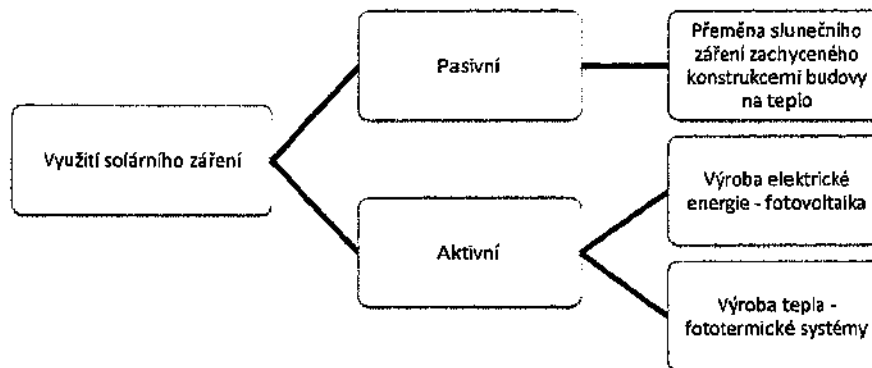 Využití solárního záření
Pasivní
Přeměna slunečního
záření zachyceného
konstrukcemi budovy
na teplo
Aktivní
Výroba elektrické
energie - fotovoltaika
Výroba tepla -
fototermické systémy